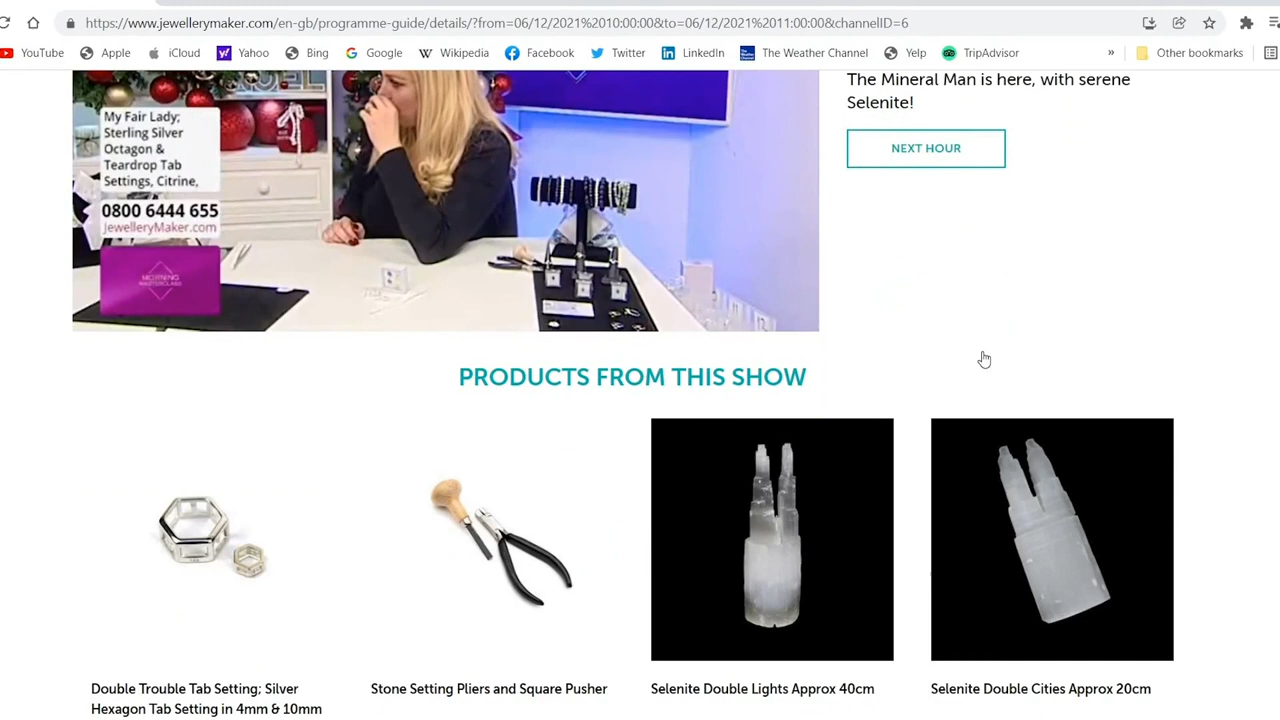 https://www.jewellerymaker.com/en-gb/programme-guide/details/?from=06/12/2021%2010:00:00&to=06/12/2021%2011:00:00&channelID=6
YouTube Apple iCloud Yahoo Bing Google Wikipedia Facebook Twitter LinkedIn The Weather Channel Yelp TripAdvisor » Other bookmarks
The Mineral Man is here, with serene
Selenite!
NEXT HOUR
My Fair Lady;
Sterling Silver
Octagon &
Teardrop Tab
Settings, Citrine,
0800 6444 655
JewelleryMaker.com
MORNING
MASTERCLASS
PRODUCTS FROM THIS SHOW
Double Trouble Tab Setting; Silver
Hexagon Tab Setting in 4mm & 10mm
Stone Setting Pliers and Square Pusher
Selenite Double Lights Approx 40cm
Selenite Double Cities Approx 20cm